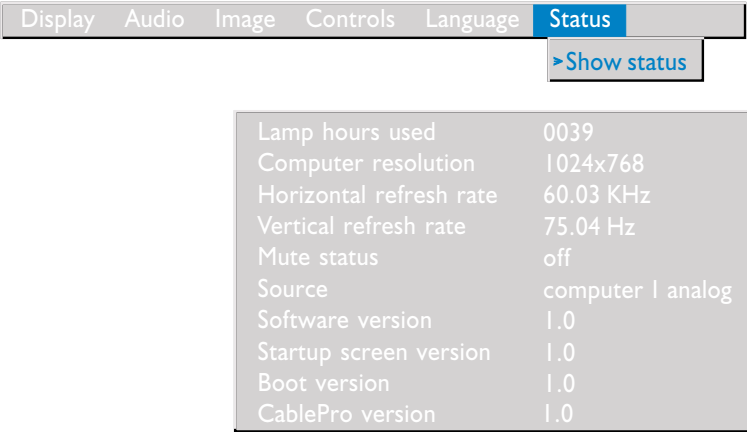 Display Audio Image Controls Language Status
➤Show status
Lamp hours used 0039
Computer resolution 1024x768
Horizontal refresh rate 60.03 KHz
Vertical refresh rate 75.04 Hz
Mute status off
Source computer 1 analog
Software version 1.0
Startup screen version 1.0
Boot version 1.0
CablePro version 1.0